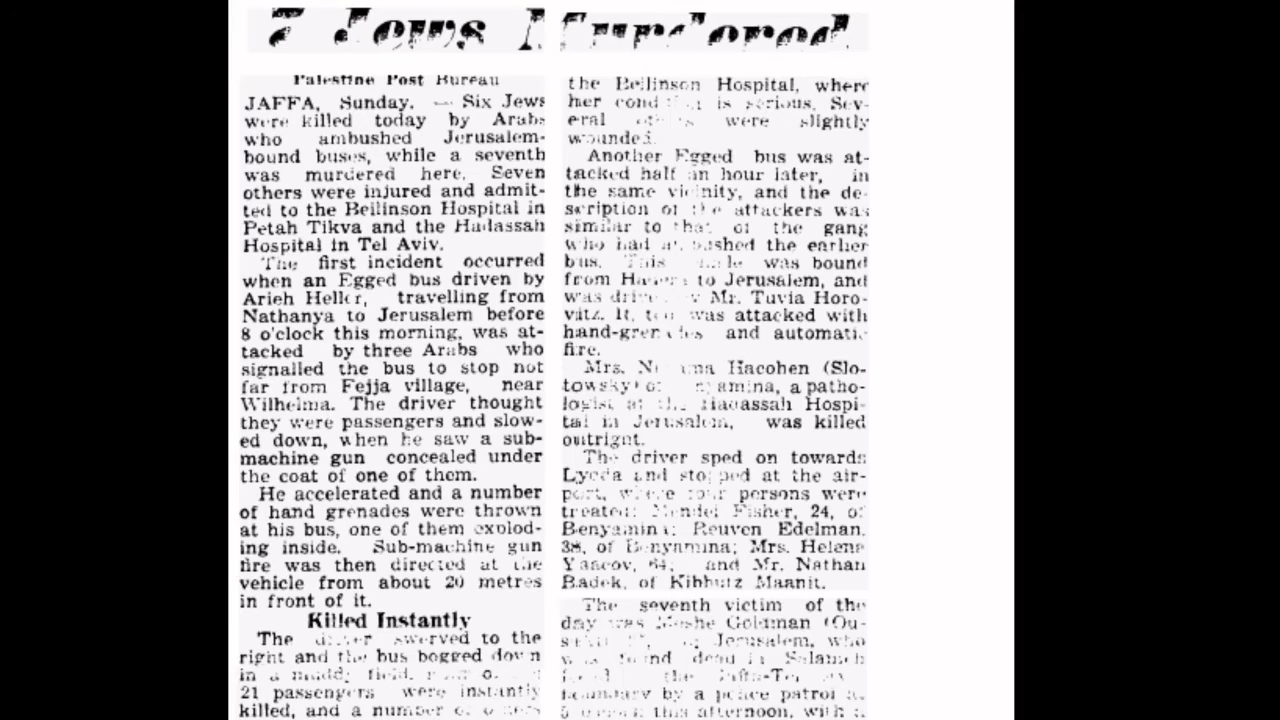 7 Jews Murdered
Palestine Post Bureau
JAFFA, Sunday. — Six Jews
were killed today by Arabs
who ambushed Jerusalem-
bound buses, while a seventh
was murdered here. Seven
others were injured and admit-
ted to the Beilinson Hospital in
Petah Tikva and the Hadassah
Hospital in Tel Aviv.
The first incident occurred
when an Egged bus driven by
Arieh Heller, travelling from
Nathanya to Jerusalem before
8 o'clock this morning, was at-
tacked by three Arabs who
signalled the bus to stop not
far from Fejja village, near
Wilhelma. The driver thought
they were passengers and slow-
ed down, when he saw a sub-
machine gun concealed under
the coat of one of them.
He accelerated and a number
of hand grenades were thrown
at his bus, one of them explod-
ing inside. Sub-machine gun
fire was then directed at the
vehicle from about 20 metres
in front of it.
Killed Instantly
The driver swerved to the
right and the bus bogged down
in a muddy field.
21 passengers were instantly
killed, and a number of others
the Beilinson Hospital, where
her condition is serious. Sev-
eral others were slightly
wounded.
Another Egged bus was at-
tacked half an hour later, in
the same vicinity, and the de-
scription of the attackers was
similar to that of the gang
who had ambushed the earlier
bus. This was bound
from to Jerusalem, and
was driven by Mr. Tuvia Horo-
vitz. It, too was attacked with
hand-grenades and automatic
fire.
Mrs. Hacohen (Slo-
towsky) of a patho-
logist at the Hadassah Hospi-
tal in Jerusalem, was killed
outright.
The driver sped on towards
Lydda and stopped at the air-
port, where four persons were
treated: Mendel Fisher, 24, of
Benyamina; Reuven Edelman,
38, of Benyamina; Mrs. Helene
Yaacov, 64; and Mr. Nathan
Badek, of Kibbutz Maanit.
The seventh victim of the
day was Moshe Goldman
Jerusalem, who
was found dead in Salameh
the
boundary by a police patrol
this afternoon, with